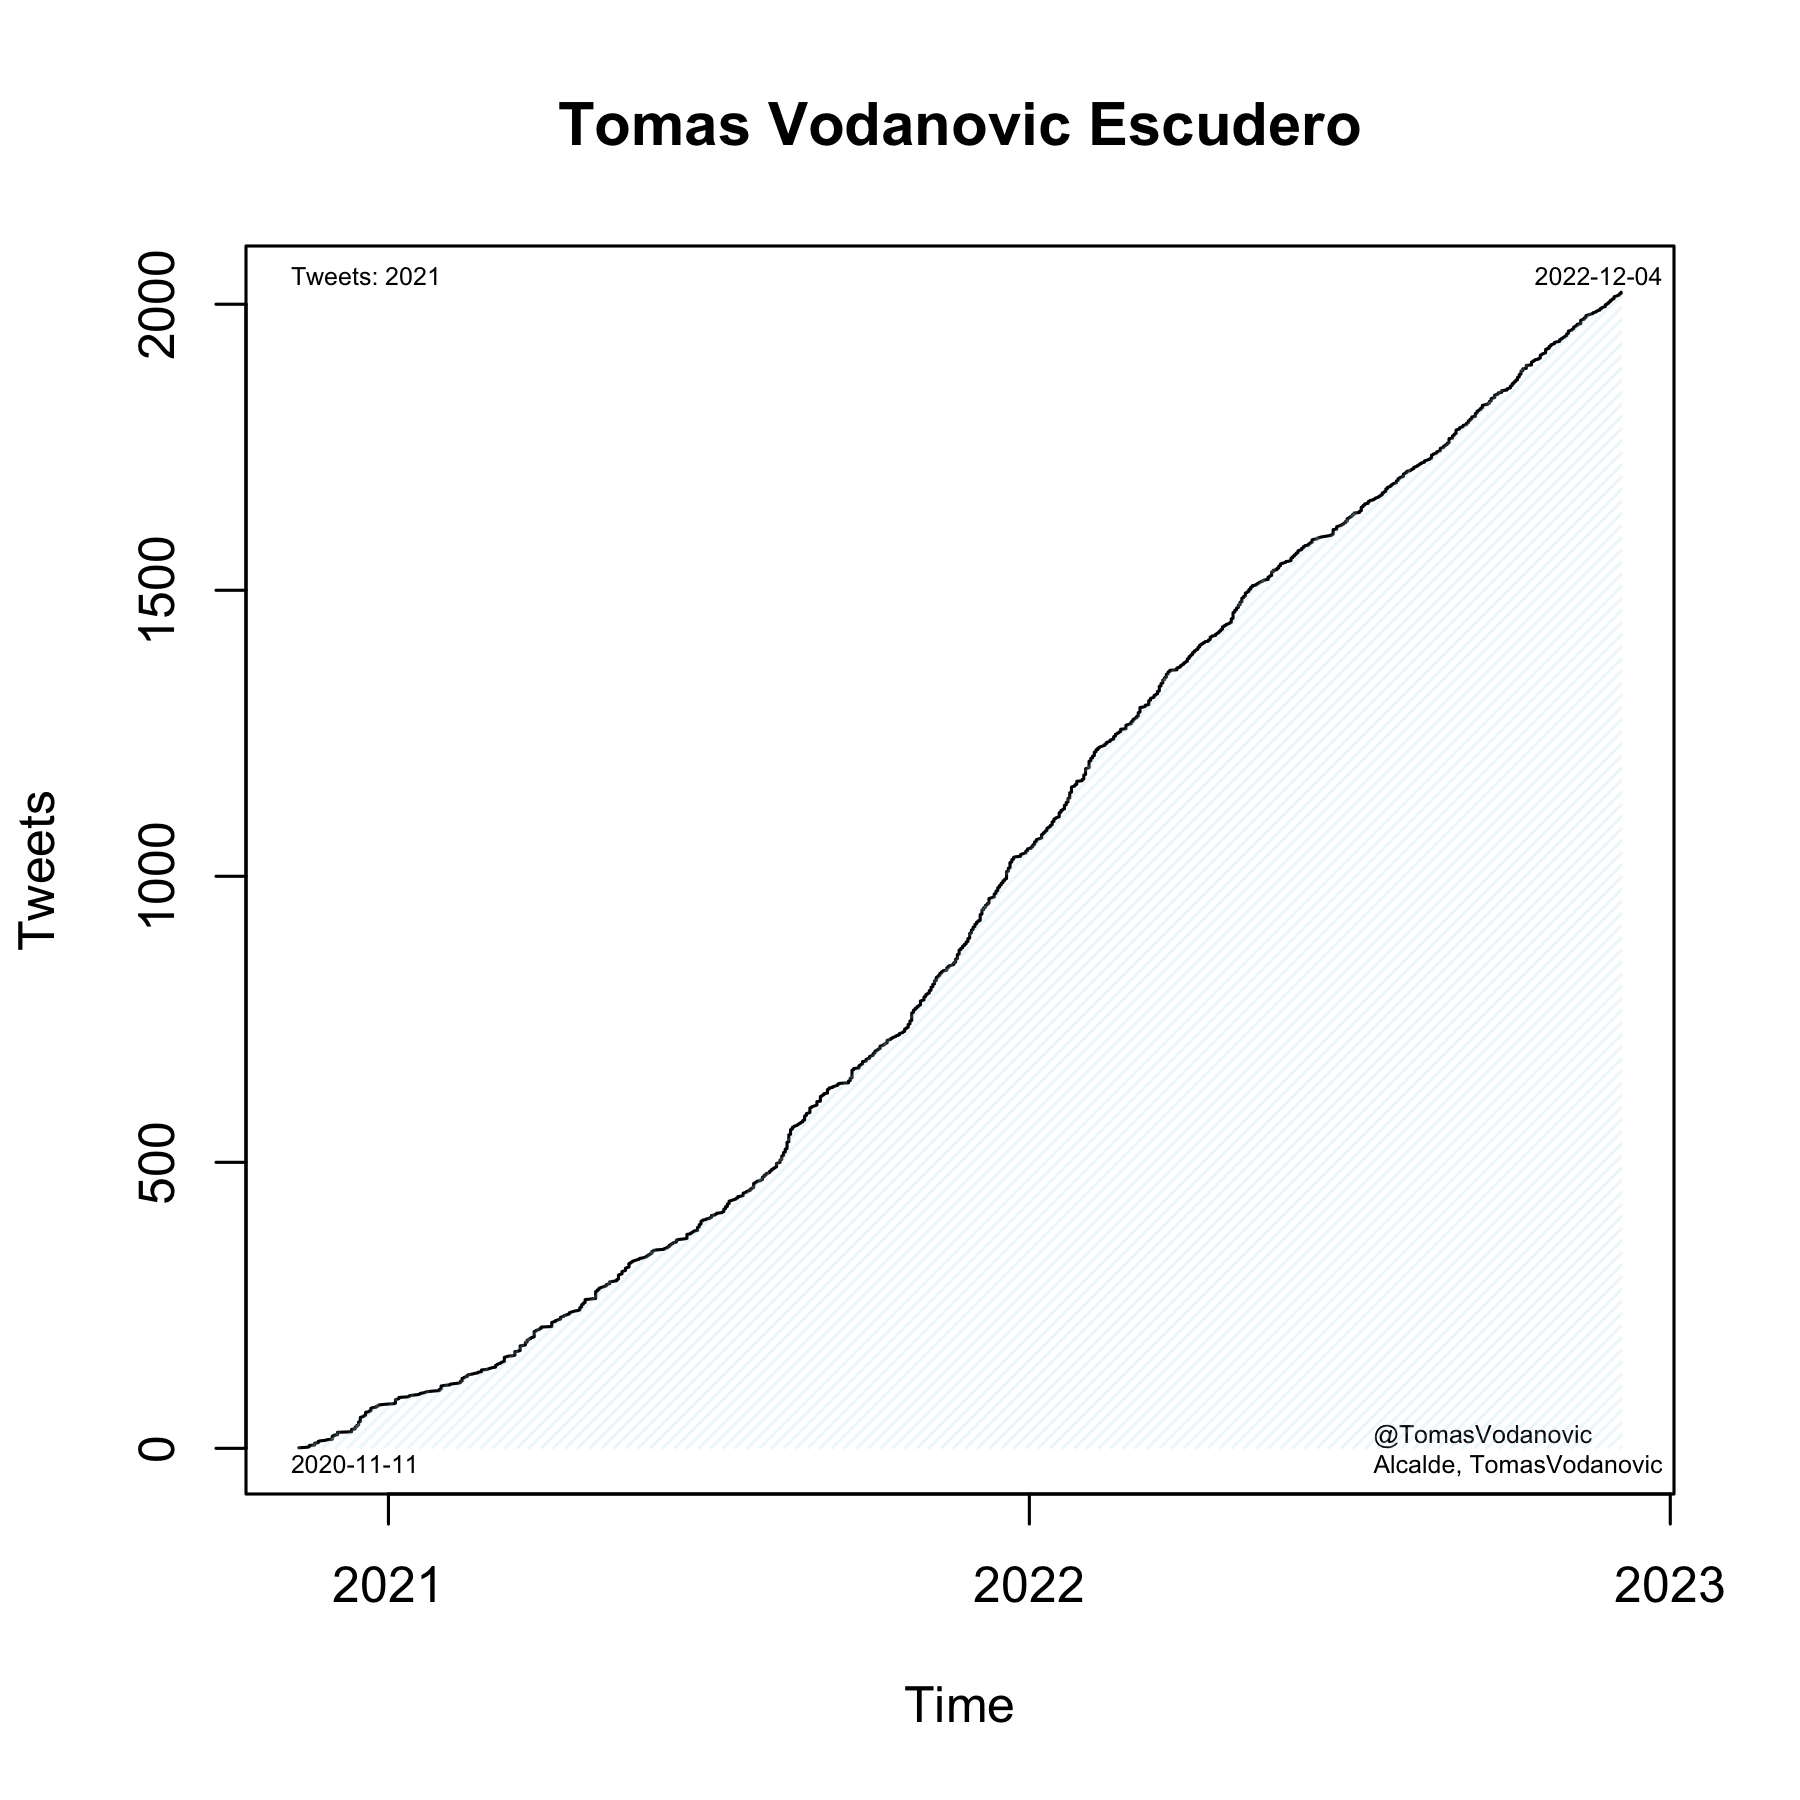 Tomas Vodanovic Escudero
Tweets: 2021
2022-12-04
2000
1500
1000
500
0
Tweets
@TomasVodanovic
Alcalde, TomasVodanovic
2020-11-11
2021
2022
2023
Time